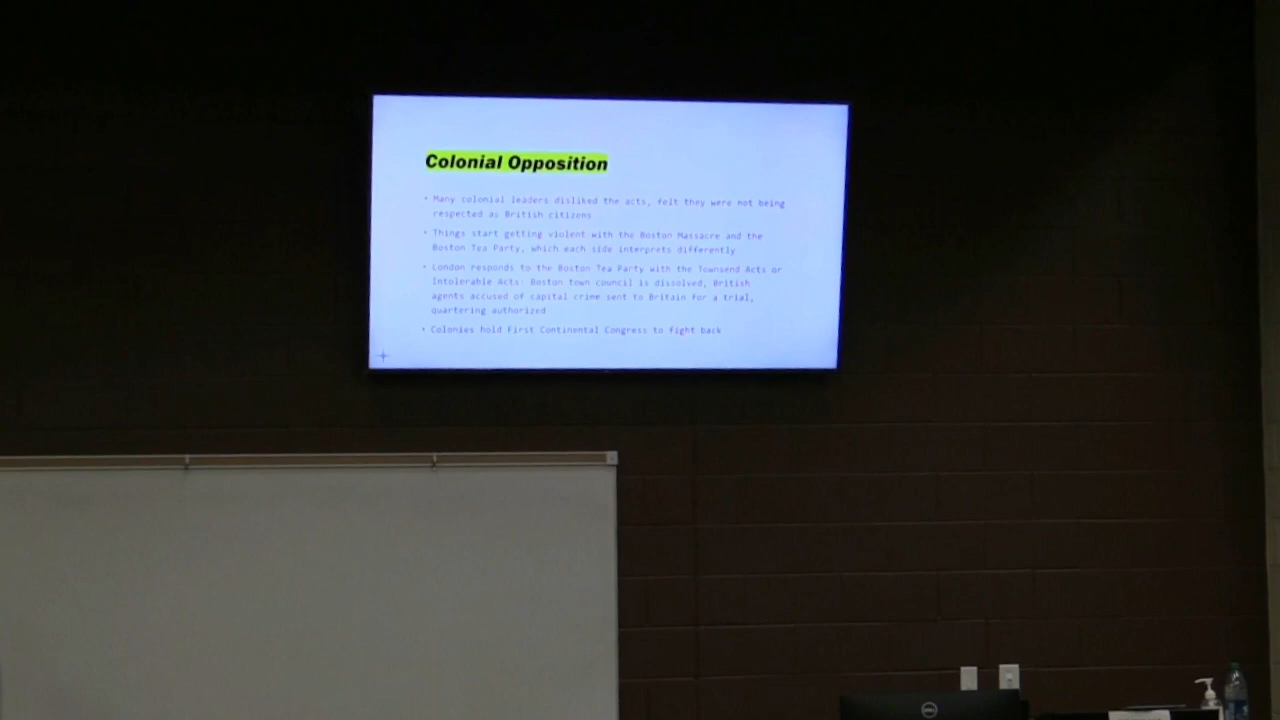 Colonial Opposition
• Many colonial leaders disliked the acts, felt they were not being
respected as British citizens
• Things start getting violent with the Boston Massacre and the
Boston Tea Party, which each side interprets differently
• London responds to the Boston Tea Party with the Townsend Acts or
Intolerable Acts: Boston town council is dissolved, British
agents accused of capital crime sent to Britain for a trial,
quartering authorized
• Colonies hold First Continental Congress to fight back
DELL